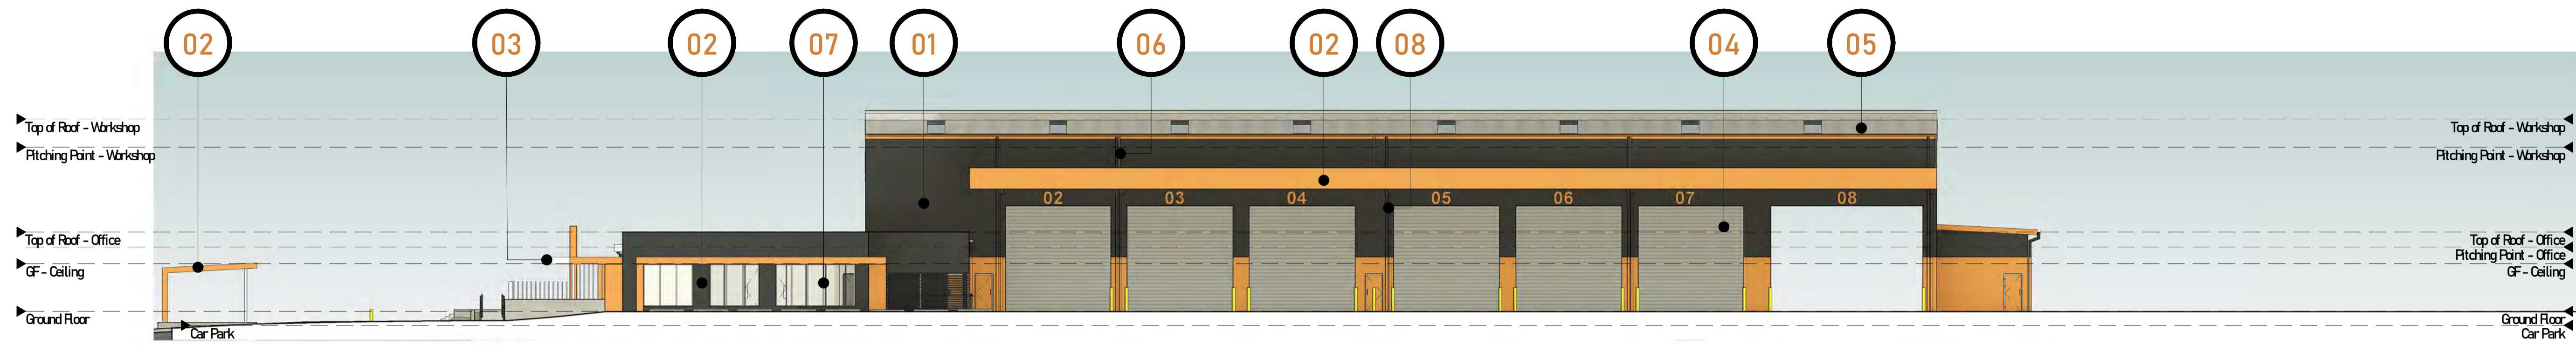 02 03 02 07 01 06 02 08 04 05
Top of Roof - Workshop Top of Roof - Workshop
Pitching Point - Workshop Pitching Point - Workshop
02 03 04 05 06 07 08
Top of Roof - Office Top of Roof - Office
Pitching Point - Office
GF - Ceiling GF - Ceiling
Ground Floor Ground Floor
Car Park Car Park